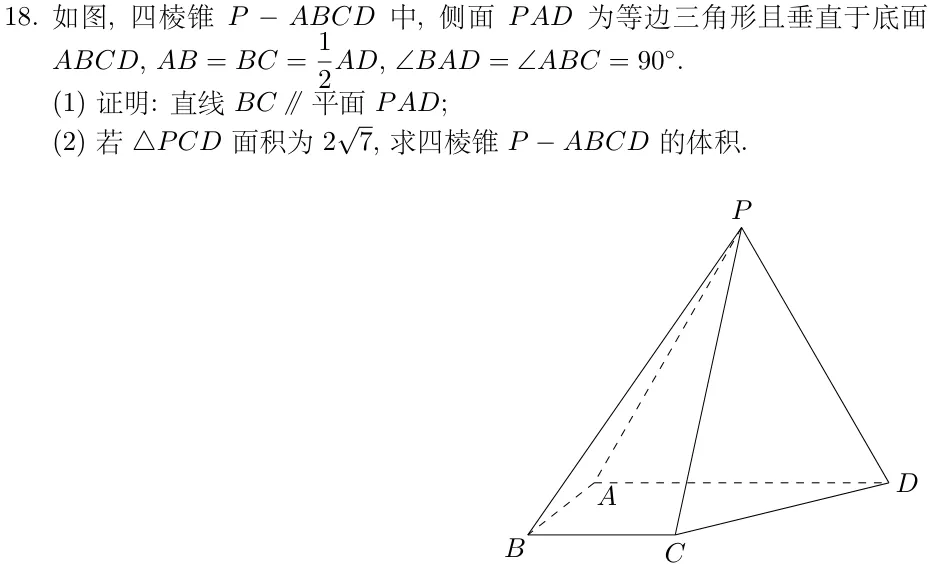 18. 如图, 四棱锥 P − ABCD 中, 侧面 PAD 为等边三角形且垂直于底面
ABCD, AB = BC = \frac{1}{2}AD, ∠BAD = ∠ABC = 90°.
(1) 证明: 直线 BC ∥ 平面 PAD;
(2) 若 △PCD 面积为 2√7, 求四棱锥 P − ABCD 的体积.
P
A
D
B
C